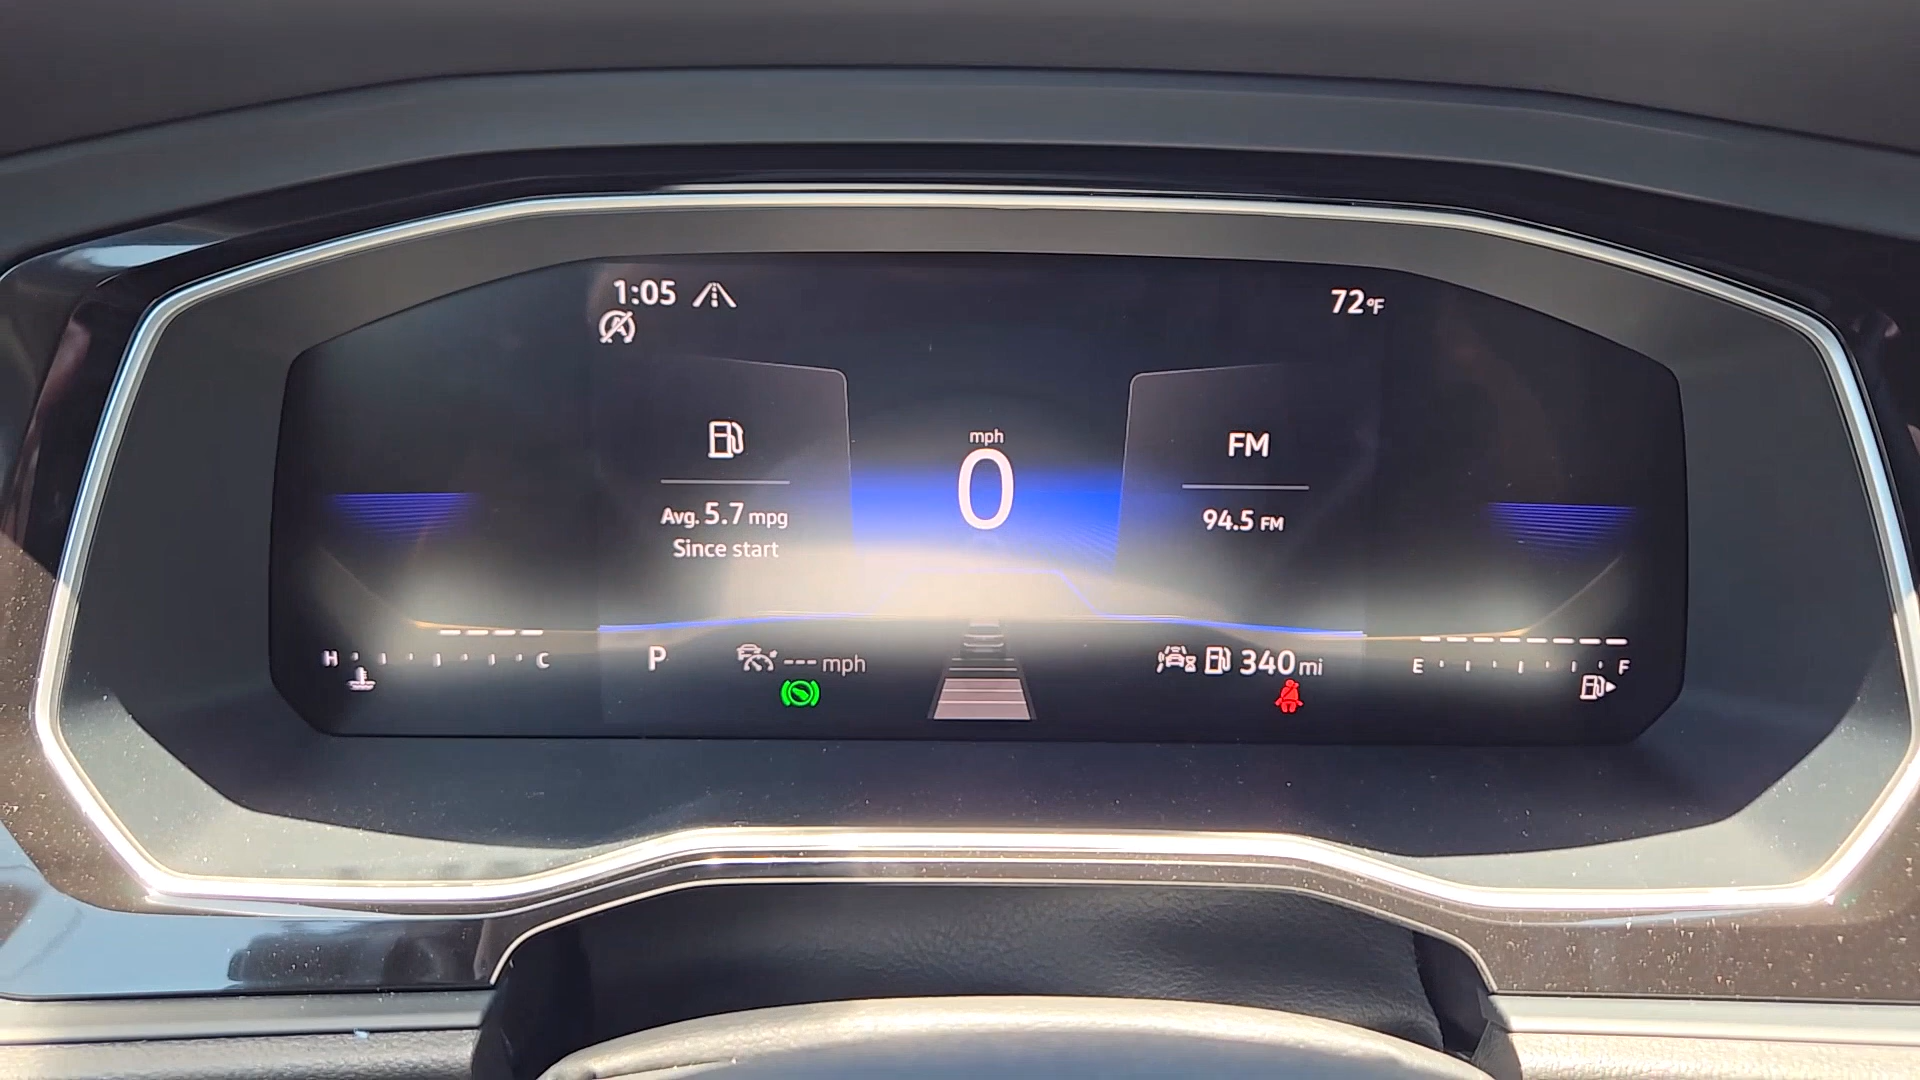 1:05
72°F
mph
0
FM
Avg. 5.7 mpg
Since start
94.5 FM
H C
P
--- mph
340 mi
E F